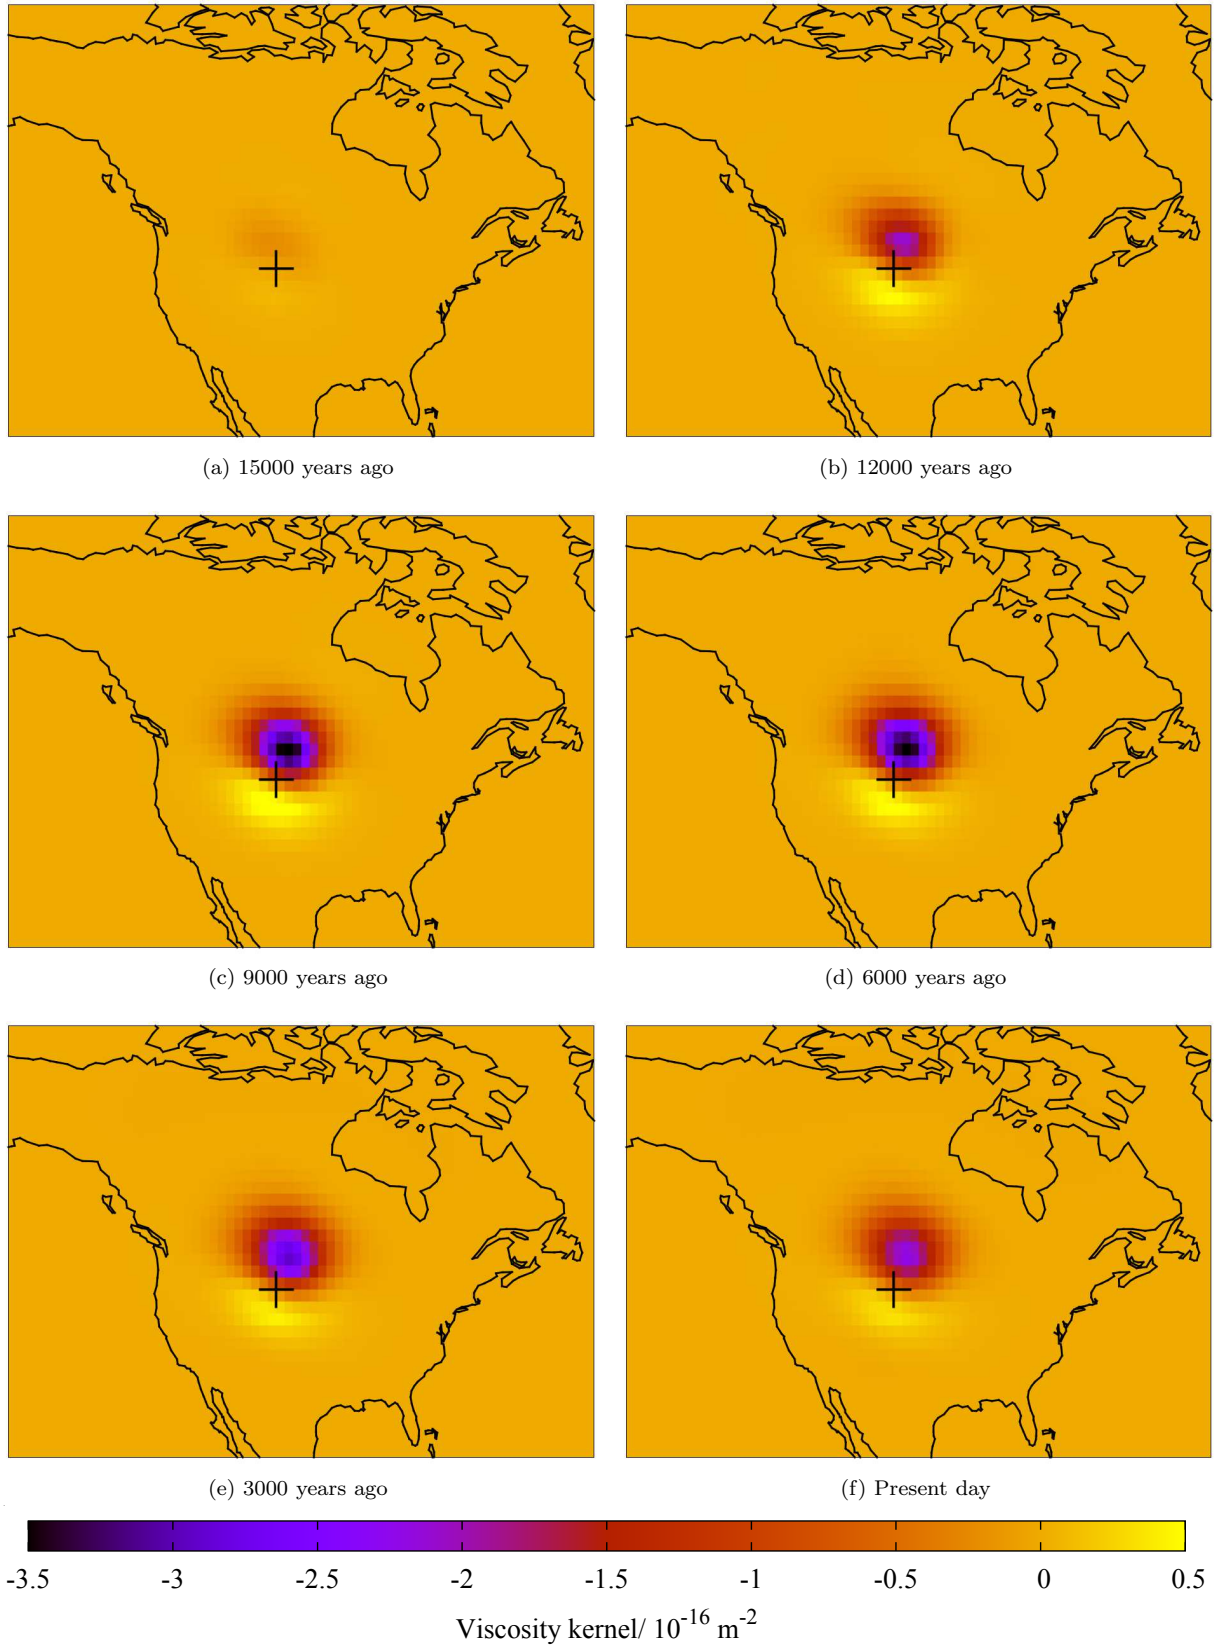 (a) 15000 years ago
(b) 12000 years ago
(c) 9000 years ago
(d) 6000 years ago
(e) 3000 years ago
(f) Present day
-3.5 -3 -2.5 -2 -1.5 -1 -0.5 0 0.5
Viscosity kernel/ 10^-16 m^-2